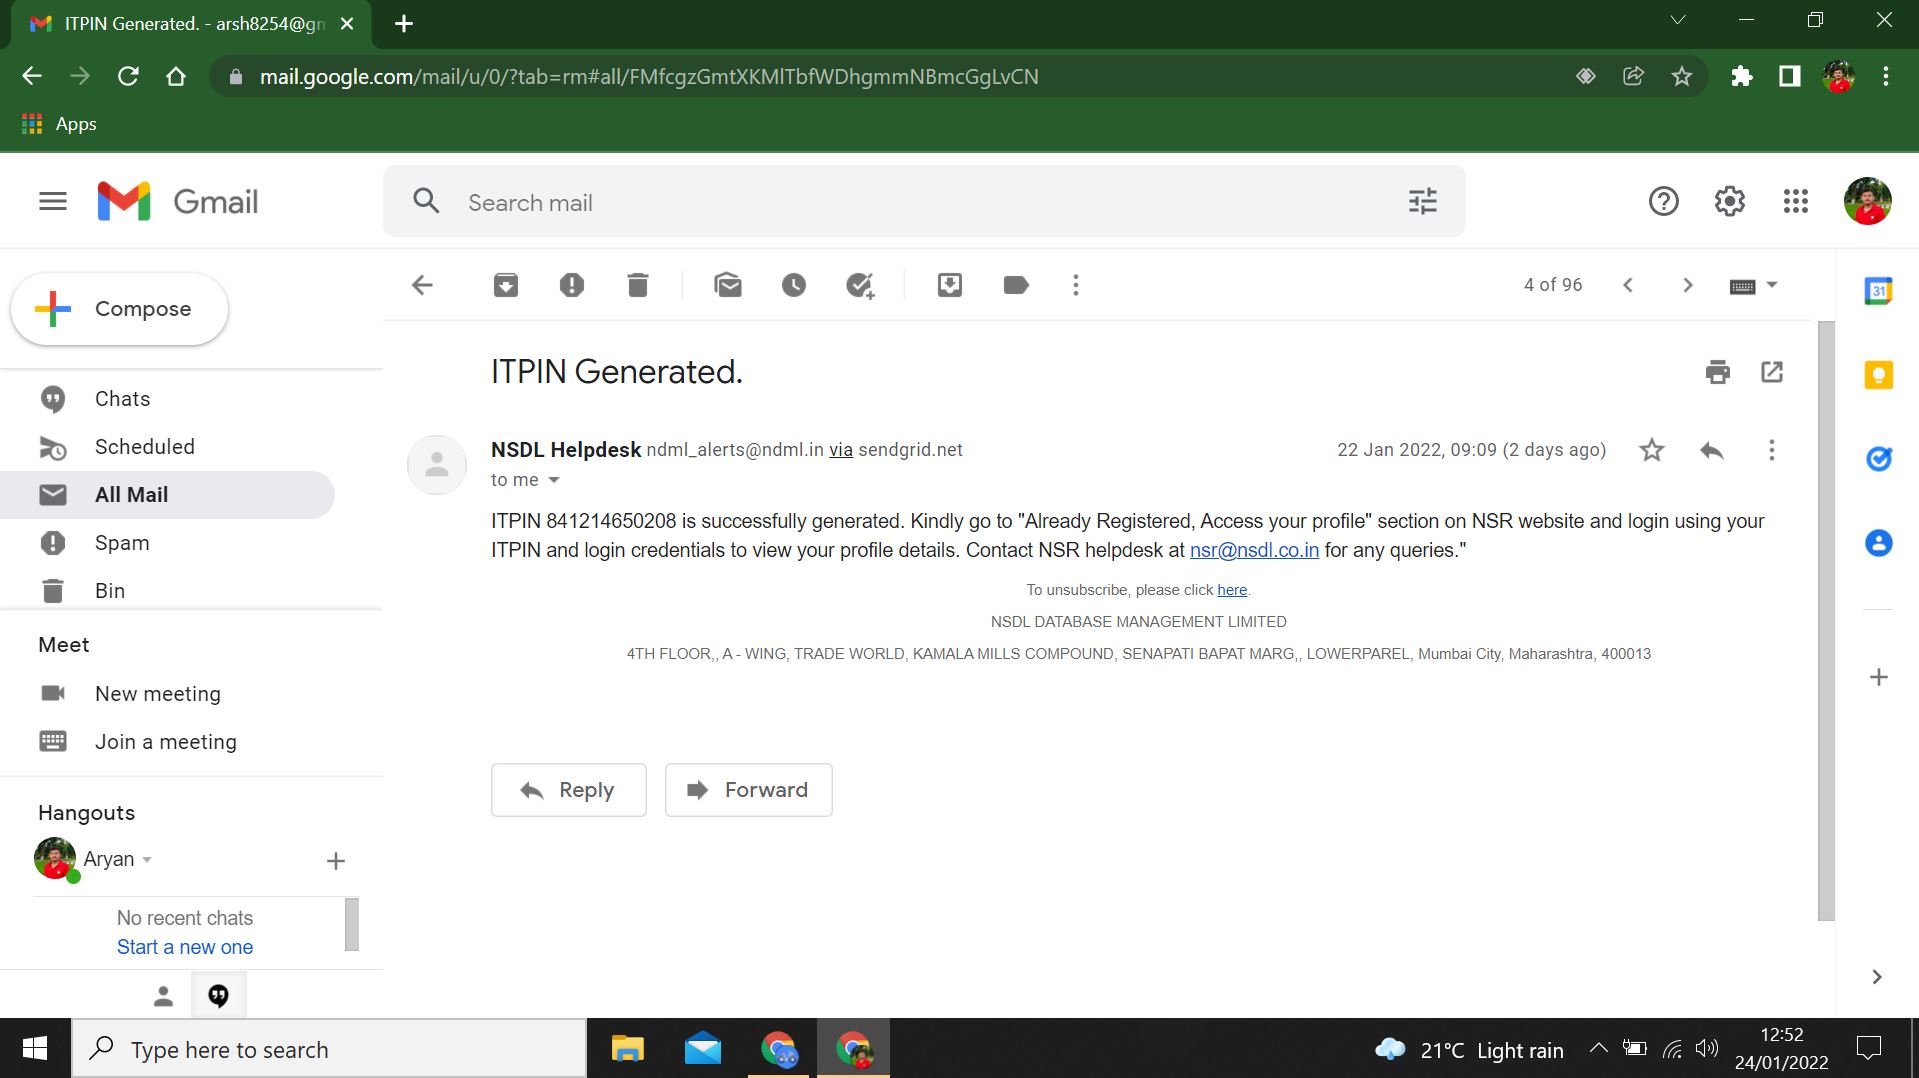 ITPIN Generated. - arsh8254@gm
mail.google.com/mail/u/0/?tab=rm#all/FMfcgzGmtXKMlTbfWDhgmmNBmcGgLvCN
Apps
Gmail
Search mail
Compose
4 of 96
31
Chats
Scheduled
All Mail
Spam
Bin
Meet
New meeting
Join a meeting
Hangouts
Aryan
No recent chats
Start a new one
ITPIN Generated.
NSDL Helpdesk ndml_alerts@ndml.in via sendgrid.net
22 Jan 2022, 09:09 (2 days ago)
to me
ITPIN 841214650208 is successfully generated. Kindly go to "Already Registered, Access your profile" section on NSR website and login using your
ITPIN and login credentials to view your profile details. Contact NSR helpdesk at nsr@nsdl.co.in for any queries."
To unsubscribe, please click here.
NSDL DATABASE MANAGEMENT LIMITED
4TH FLOOR,, A - WING, TRADE WORLD, KAMALA MILLS COMPOUND, SENAPATI BAPAT MARG,, LOWERPAREL, Mumbai City, Maharashtra, 400013
Reply
Forward
Type here to search
21°C Light rain
12:52
24/01/2022